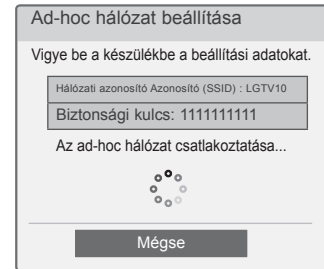 Ad-hoc hálózat beállítása
Vigye be a készülékbe a beállítási adatokat.
Hálózati azonosító Azonosító (SSID) : LGTV10
Biztonsági kulcs: 1111111111
Az ad-hoc hálózat csatlakoztatása...
Mégse